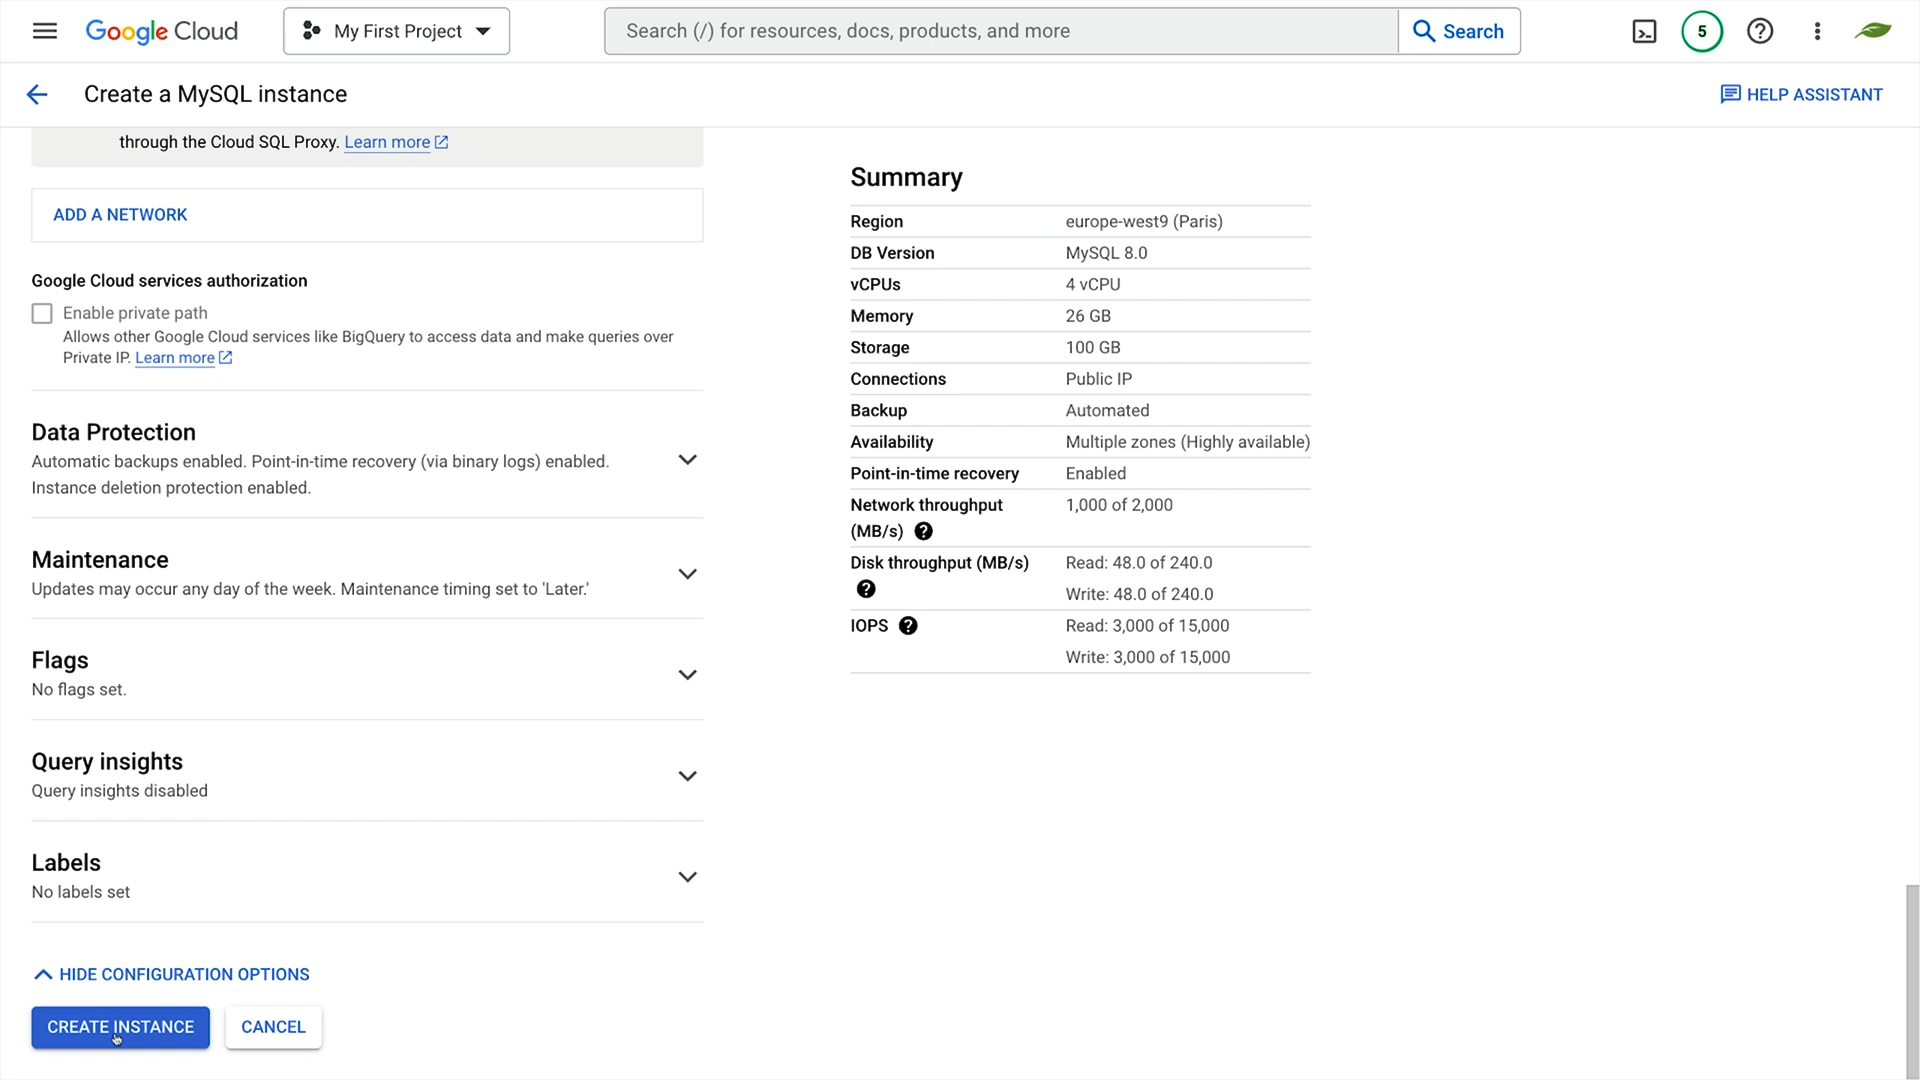 Google Cloud
My First Project
Search (/) for resources, docs, products, and more
Search
5
Create a MySQL instance
HELP ASSISTANT
through the Cloud SQL Proxy. Learn more
ADD A NETWORK
Google Cloud services authorization
Enable private path
Allows other Google Cloud services like BigQuery to access data and make queries over
Private IP. Learn more
Data Protection
Automatic backups enabled. Point-in-time recovery (via binary logs) enabled.
Instance deletion protection enabled.
Maintenance
Updates may occur any day of the week. Maintenance timing set to 'Later.'
Flags
No flags set.
Query insights
Query insights disabled
Labels
No labels set
HIDE CONFIGURATION OPTIONS
CREATE INSTANCE
CANCEL
Summary
Region europe-west9 (Paris)
DB Version MySQL 8.0
vCPUs 4 vCPU
Memory 26 GB
Storage 100 GB
Connections Public IP
Backup Automated
Availability Multiple zones (Highly available)
Point-in-time recovery Enabled
Network throughput 1,000 of 2,000
(MB/s)
Disk throughput (MB/s) Read: 48.0 of 240.0
Write: 48.0 of 240.0
IOPS Read: 3,000 of 15,000
Write: 3,000 of 15,000